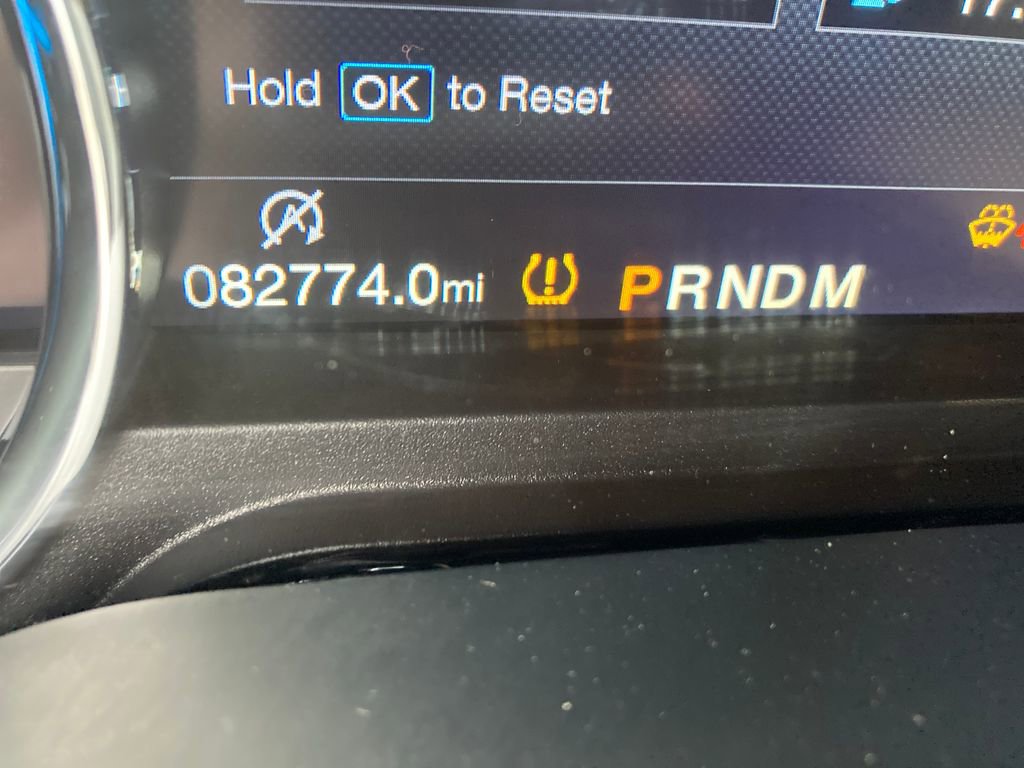 Hold OK to Reset
082774.0mi PRNDM